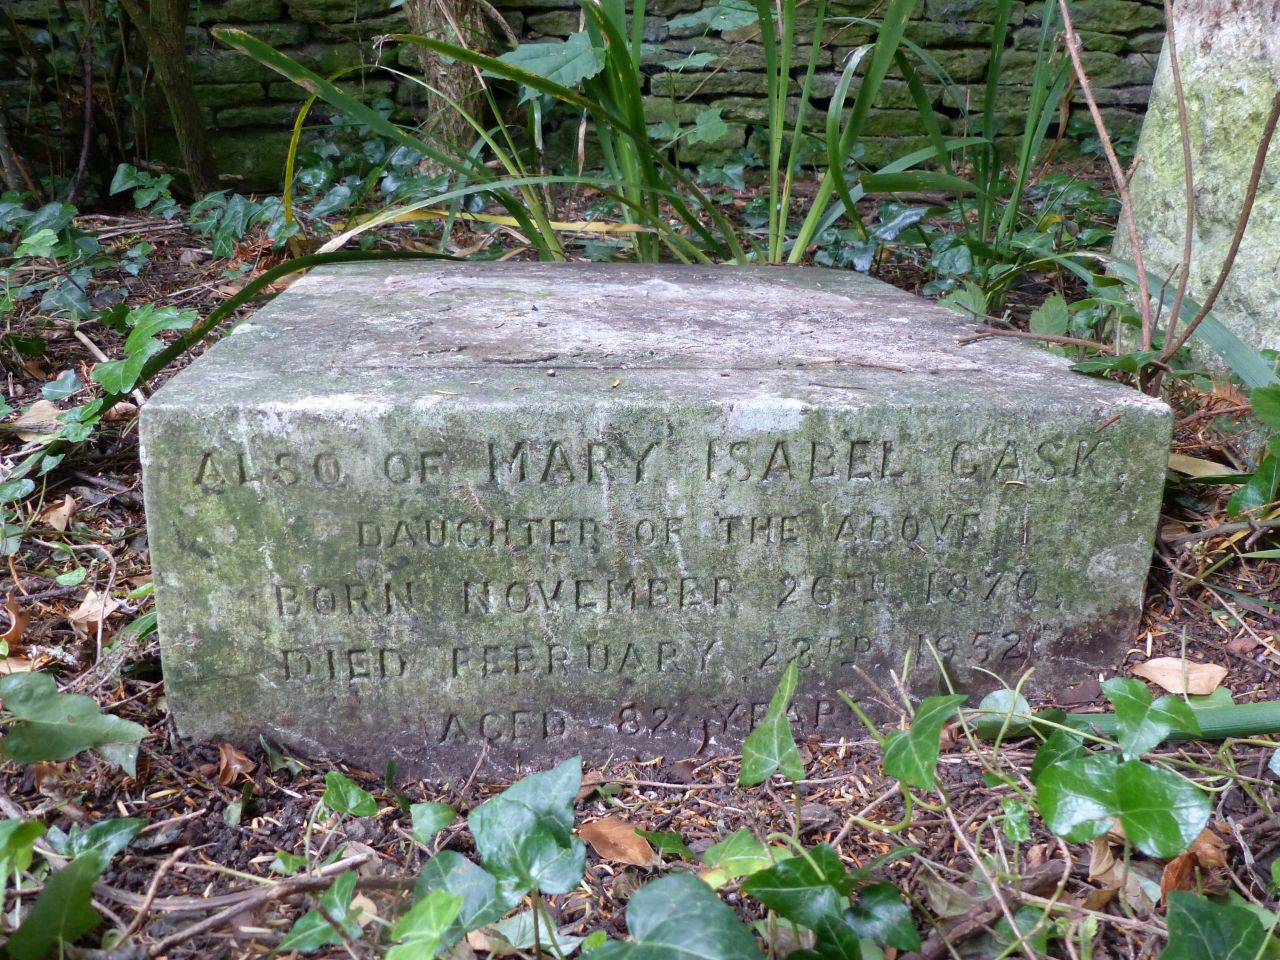 ALSO OF MARY ISABEL GASK,
DAUGHTER OF THE ABOVE,
BORN NOVEMBER 26TH 1870,
DIED FEBRUARY 23RD 1952
AGED 82 YEAR